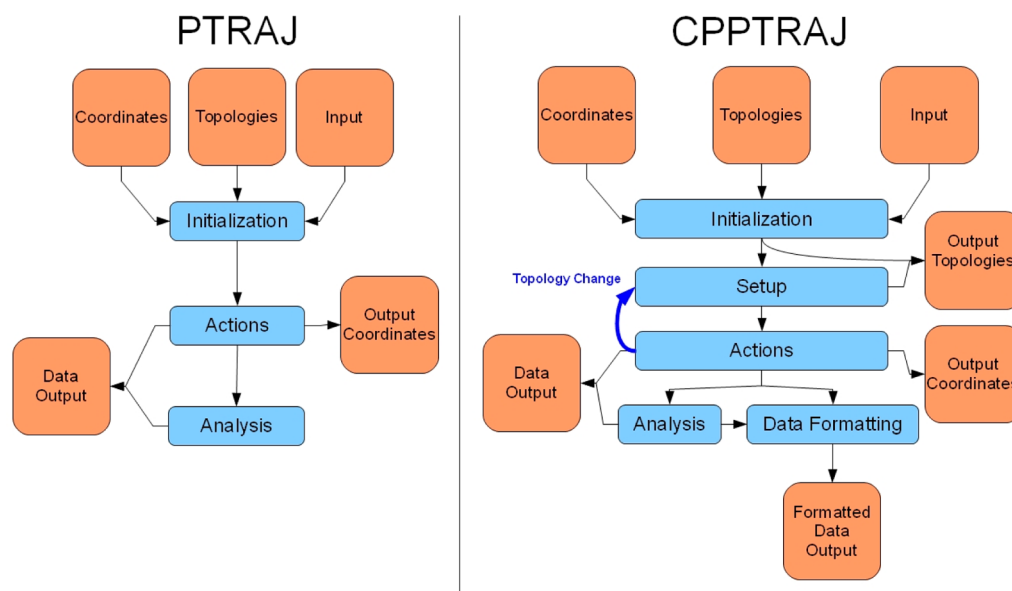 PTRAJ
Coordinates
Topologies
Input
Initialization
Actions
Output
Coordinates
Data
Output
Analysis
CPPTRAJ
Coordinates
Topologies
Input
Initialization
Output
Topologies
Topology Change
Setup
Actions
Output
Coordinates
Data
Output
Analysis
Data Formatting
Formatted
Data
Output